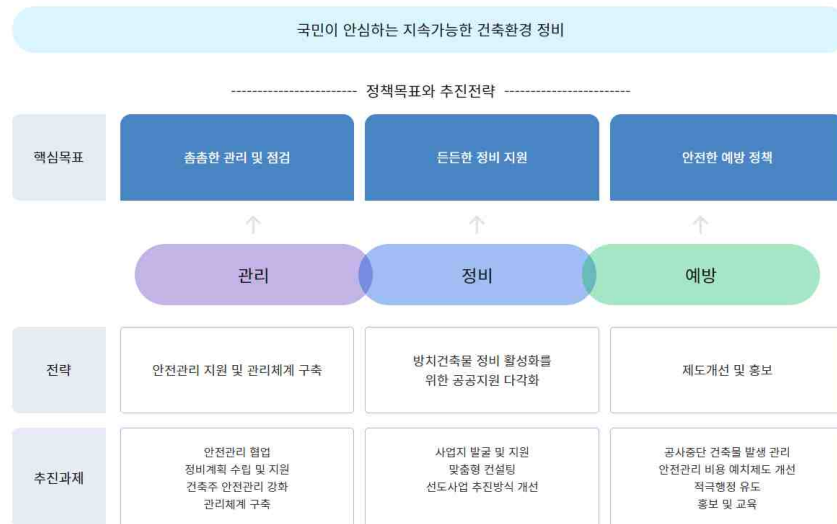 국민이 안심하는 지속가능한 건축환경 정비
정책목표와 추진전략
핵심목표
촘촘한 관리 및 점검
든든한 정비 지원
안전한 예방 정책
관리
정비
예방
전략
안전관리 지원 및 관리체계 구축
방치건축물 정비 활성화를
위한 공공지원 다각화
제도개선 및 홍보
추진과제
안전관리 협업
정비계획 수립 및 지원
건축주 안전관리 강화
관리체계 구축
사업지 발굴 및 지원
맞춤형 컨설팅
선도사업 추진방식 개선
공사중단 건축물 발생 관리
안전관리 비용 예치제도 개선
적극행정 유도
홍보 및 교육